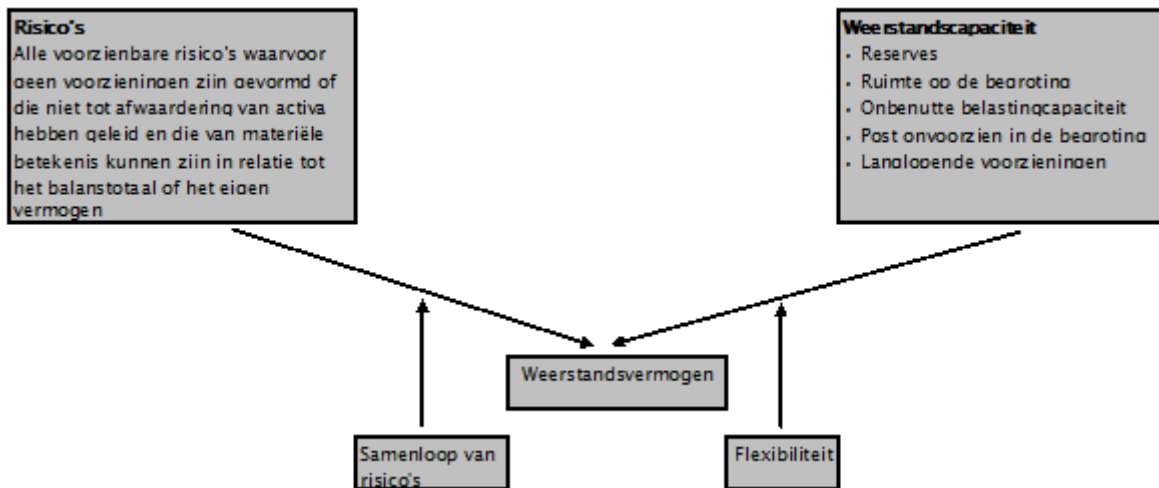 Risico's
Alle voorzienbare risico's waarvoor
geen voorzieningen zijn gevormd of
die niet tot afwaardering van activa
hebben geleid en die van materiële
betekenis kunnen zijn in relatie tot
het balanstotaal of het eigen
vermogen
Weerstandscapaciteit
• Reserves
• Ruimte op de begroting
• Onbenutte belastingcapaciteit
• Post onvoorzien in de begroting
• Langlopende voorzieningen
Weerstandsvermogen
Samenloop van
risico's
Flexibiliteit